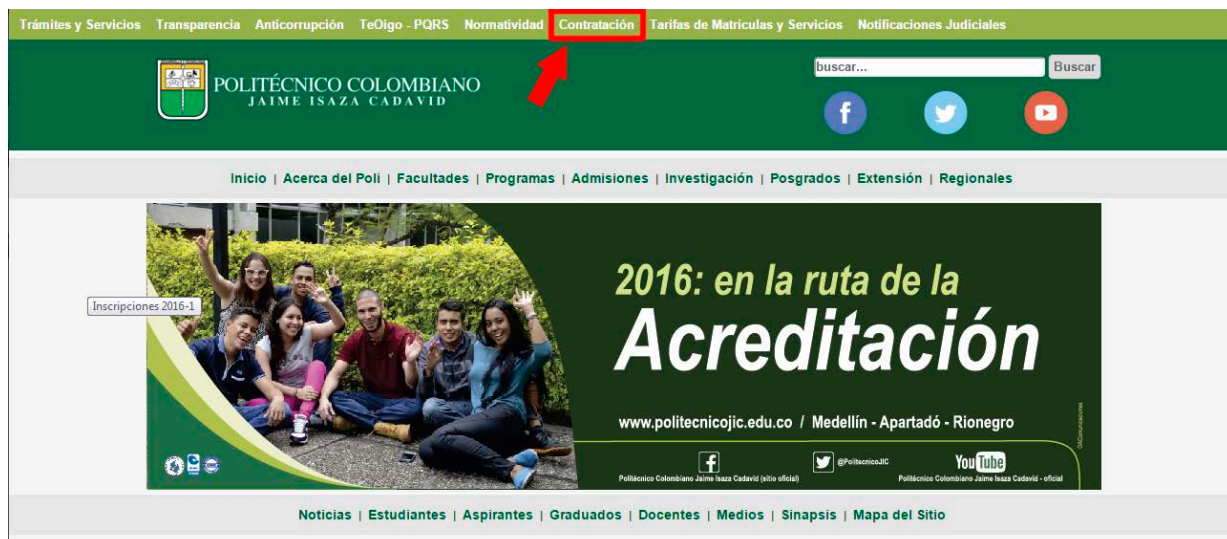 Trámites y Servicios Transparencia Anticorrupción TeOigo - PQRS Normatividad Contratación Tarifas de Matriculas y Servicios Notificaciones Judiciales
POLITÉCNICO COLOMBIANO
JAIME ISAZA CADAVID
buscar... Buscar
Inicio | Acerca del Poli | Facultades | Programas | Admisiones | Investigación | Posgrados | Extensión | Regionales
2016: en la ruta de la
Acreditación
Inscripciones 2016-1
www.politecnicojic.edu.co / Medellín - Apartadó - Rionegro
Politécnico Colombiano Jaime Isaza Cadavid (sitio oficial)
@PolitecnicoJIC
YouTube
Politécnico Colombiano Jaime Isaza Cadavid - oficial
Noticias | Estudiantes | Aspirantes | Graduados | Docentes | Medios | Sinapsis | Mapa del Sitio